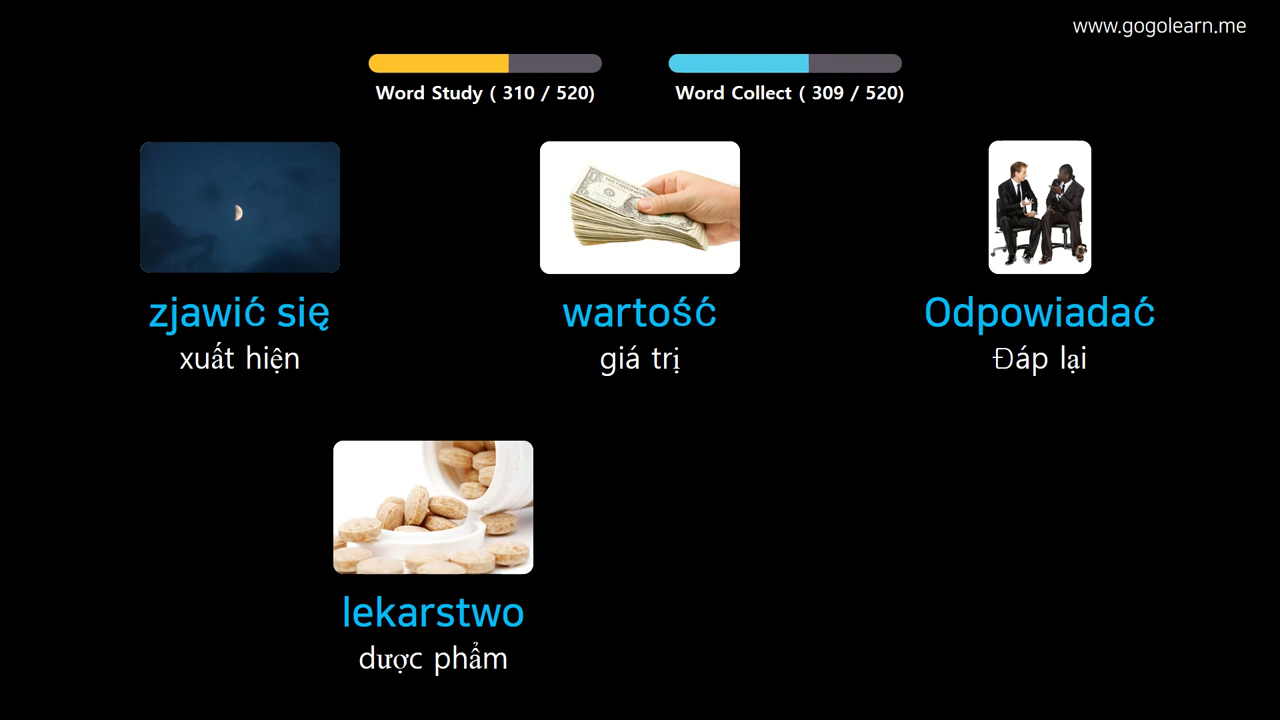 www.gogolearn.me
Word Study ( 310 / 520)
Word Collect ( 309 / 520)
zjawić się
xuất hiện
wartość
giá trị
Odpowiadać
Đáp lại
lekarstwo
dược phẩm